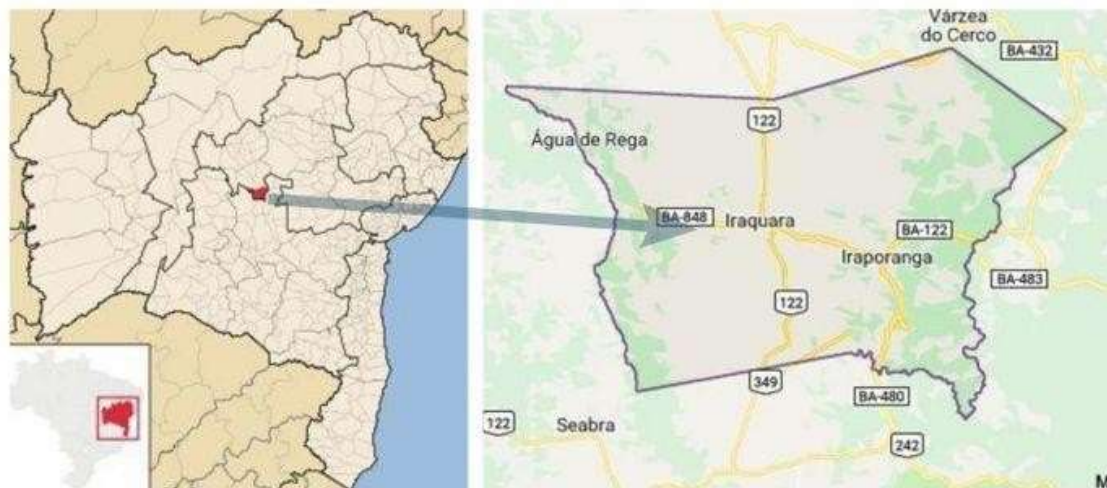 Várzea
do Cerco
BA-432
122
Água de Rega
BA-848
Iraquara
BA-122
Iraporanga
BA-483
122
349
BA-480
122
Seabra
242
M